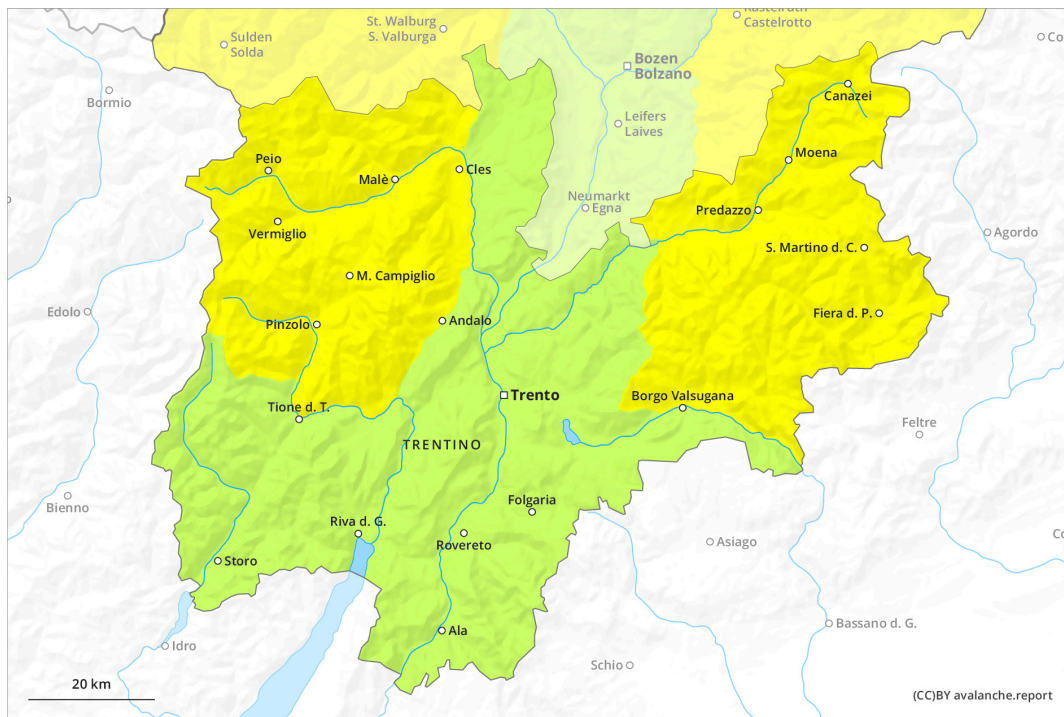 Kastelruth
Castelrotto
St. Walburg
S. Valburga
Sulden
Solda
Co
Bozen
Bolzano
Bormio
Canazei
Leifers
Laives
Moena
Peio
Malè
Cles
Neumarkt
Egna
Predazzo
Vermiglio
Agordo
S. Martino d. C.
M. Campiglio
Edolo
Fiera d. P.
Andalo
Pinzolo
Trento
Borgo Valsugana
Tione d. T.
Feltre
TRENTINO
Bienno
Folgaria
Riva d. G.
Rovereto
Asiago
Co
Storo
Bassano d. G.
Ala
Idro
Schio
20 km
(CC)BY avalanche.report